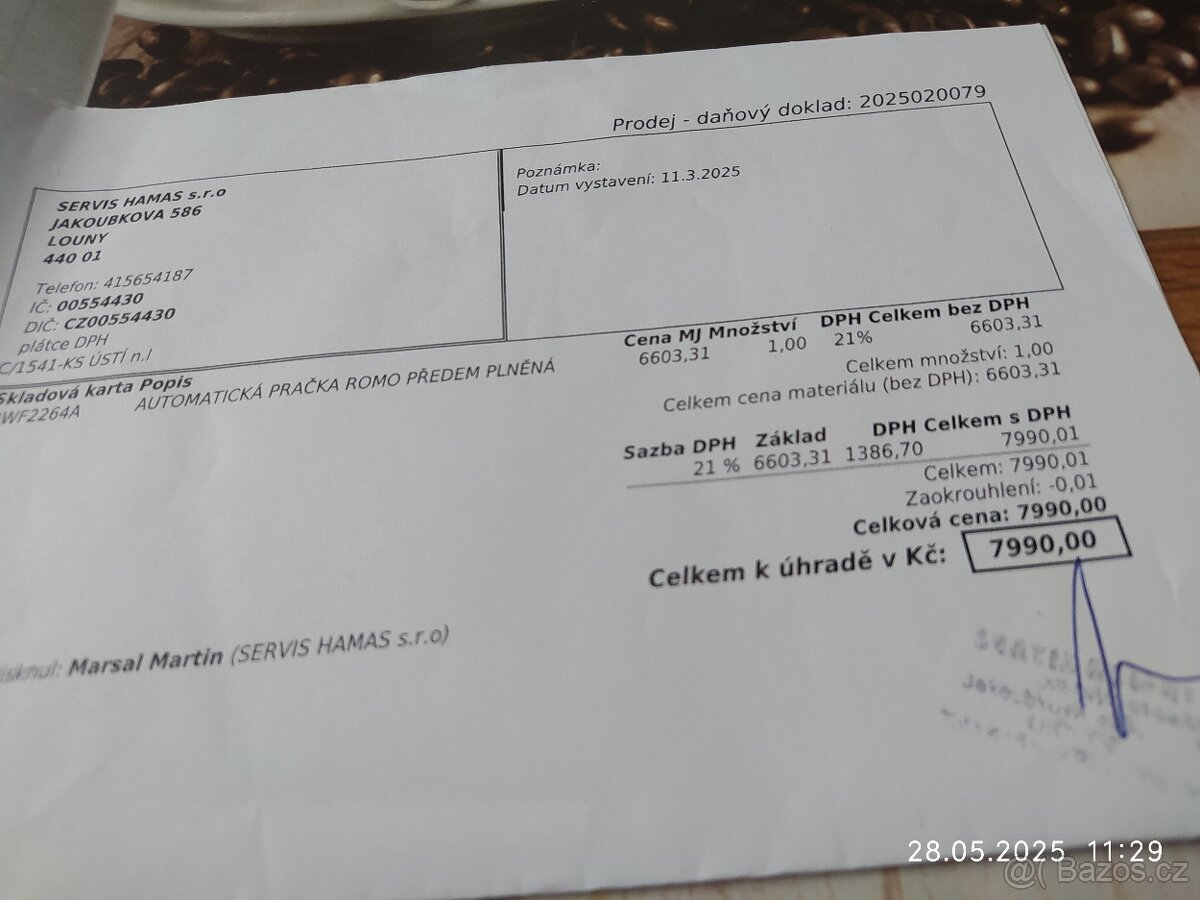 Prodej - daňový doklad: 2025020079
SERVIS HAMAS s.r.o
JAKOUBKOVA 586
LOUNY
440 01
Telefon: 415654187
IČ: 00554430
DIČ: CZ00554430
plátce DPH
C/1541-KS ÚSTÍ n.l
Poznámka:
Datum vystavení: 11.3.2025
Skladová karta Popis Cena MJ Množství DPH Celkem bez DPH
WF2264A AUTOMATICKÁ PRAČKA ROMO PŘEDEM PLNĚNÁ 6603,31 1,00 21% 6603,31
Celkem množství: 1,00
Celkem cena materiálu (bez DPH): 6603,31
Sazba DPH Základ DPH Celkem s DPH
21 % 6603,31 1386,70 7990,01
Celkem: 7990,01
Zaokrouhlení: -0,01
Celková cena: 7990,00
Celkem k úhradě v Kč: 7990,00
isknul: Marsal Martin (SERVIS HAMAS s.r.o)
28.05.2025 11:29
@( Bazoš.cz